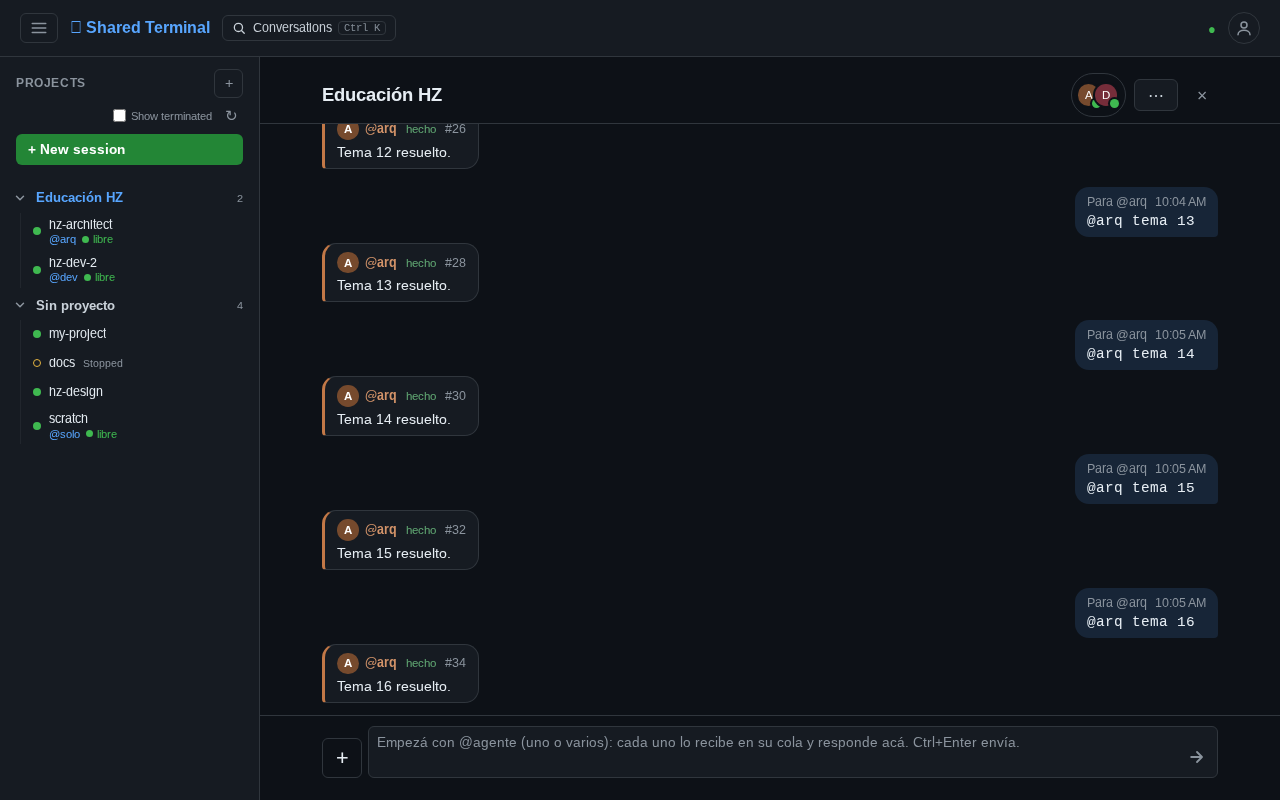 Shared Terminal
Conversations Ctrl K
PROJECTS
+
Show terminated
+ New session
Educación HZ 2
hz-architect
@arq libre
hz-dev-2
@dev libre
Sin proyecto 4
my-project
docs Stopped
hz-design
scratch
@solo libre
Educación HZ
A D
⋯ ×
A @arq hecho #26
Tema 12 resuelto.
Para @arq 10:04 AM
@arq tema 13
A @arq hecho #28
Tema 13 resuelto.
Para @arq 10:05 AM
@arq tema 14
A @arq hecho #30
Tema 14 resuelto.
Para @arq 10:05 AM
@arq tema 15
A @arq hecho #32
Tema 15 resuelto.
Para @arq 10:05 AM
@arq tema 16
A @arq hecho #34
Tema 16 resuelto.
+
Empezá con @agente (uno o varios): cada uno lo recibe en su cola y responde acá. Ctrl+Enter envía.